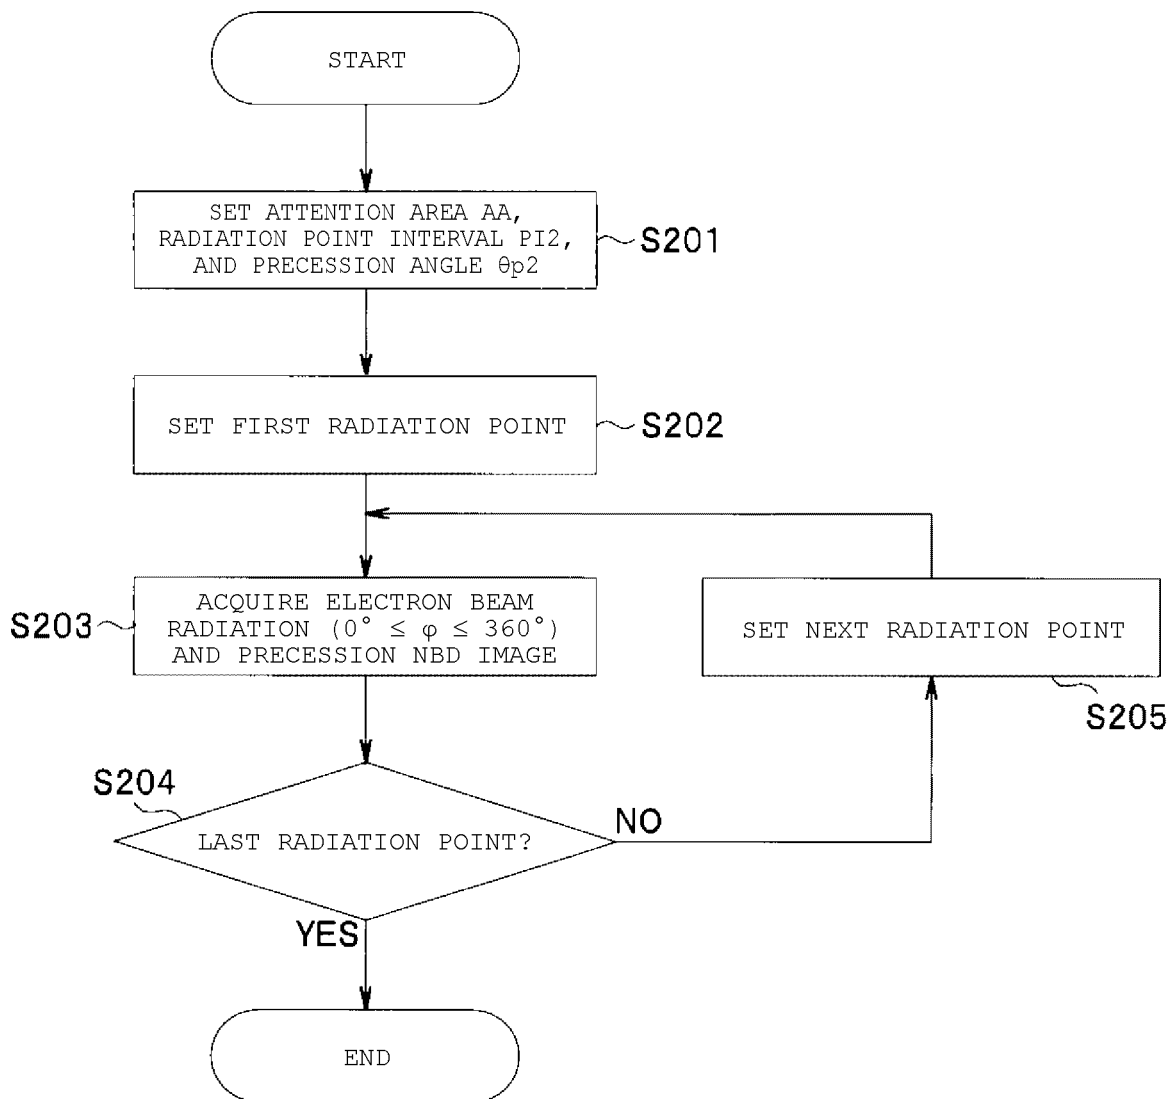 START
SET ATTENTION AREA AA,
RADIATION POINT INTERVAL PI2,
AND PRECESSION ANGLE θp2
S201
SET FIRST RADIATION POINT
S202
ACQUIRE ELECTRON BEAM
RADIATION (0° ≤ φ ≤ 360°)
AND PRECESSION NBD IMAGE
S203
SET NEXT RADIATION POINT
S205
S204
LAST RADIATION POINT?
NO
YES
END